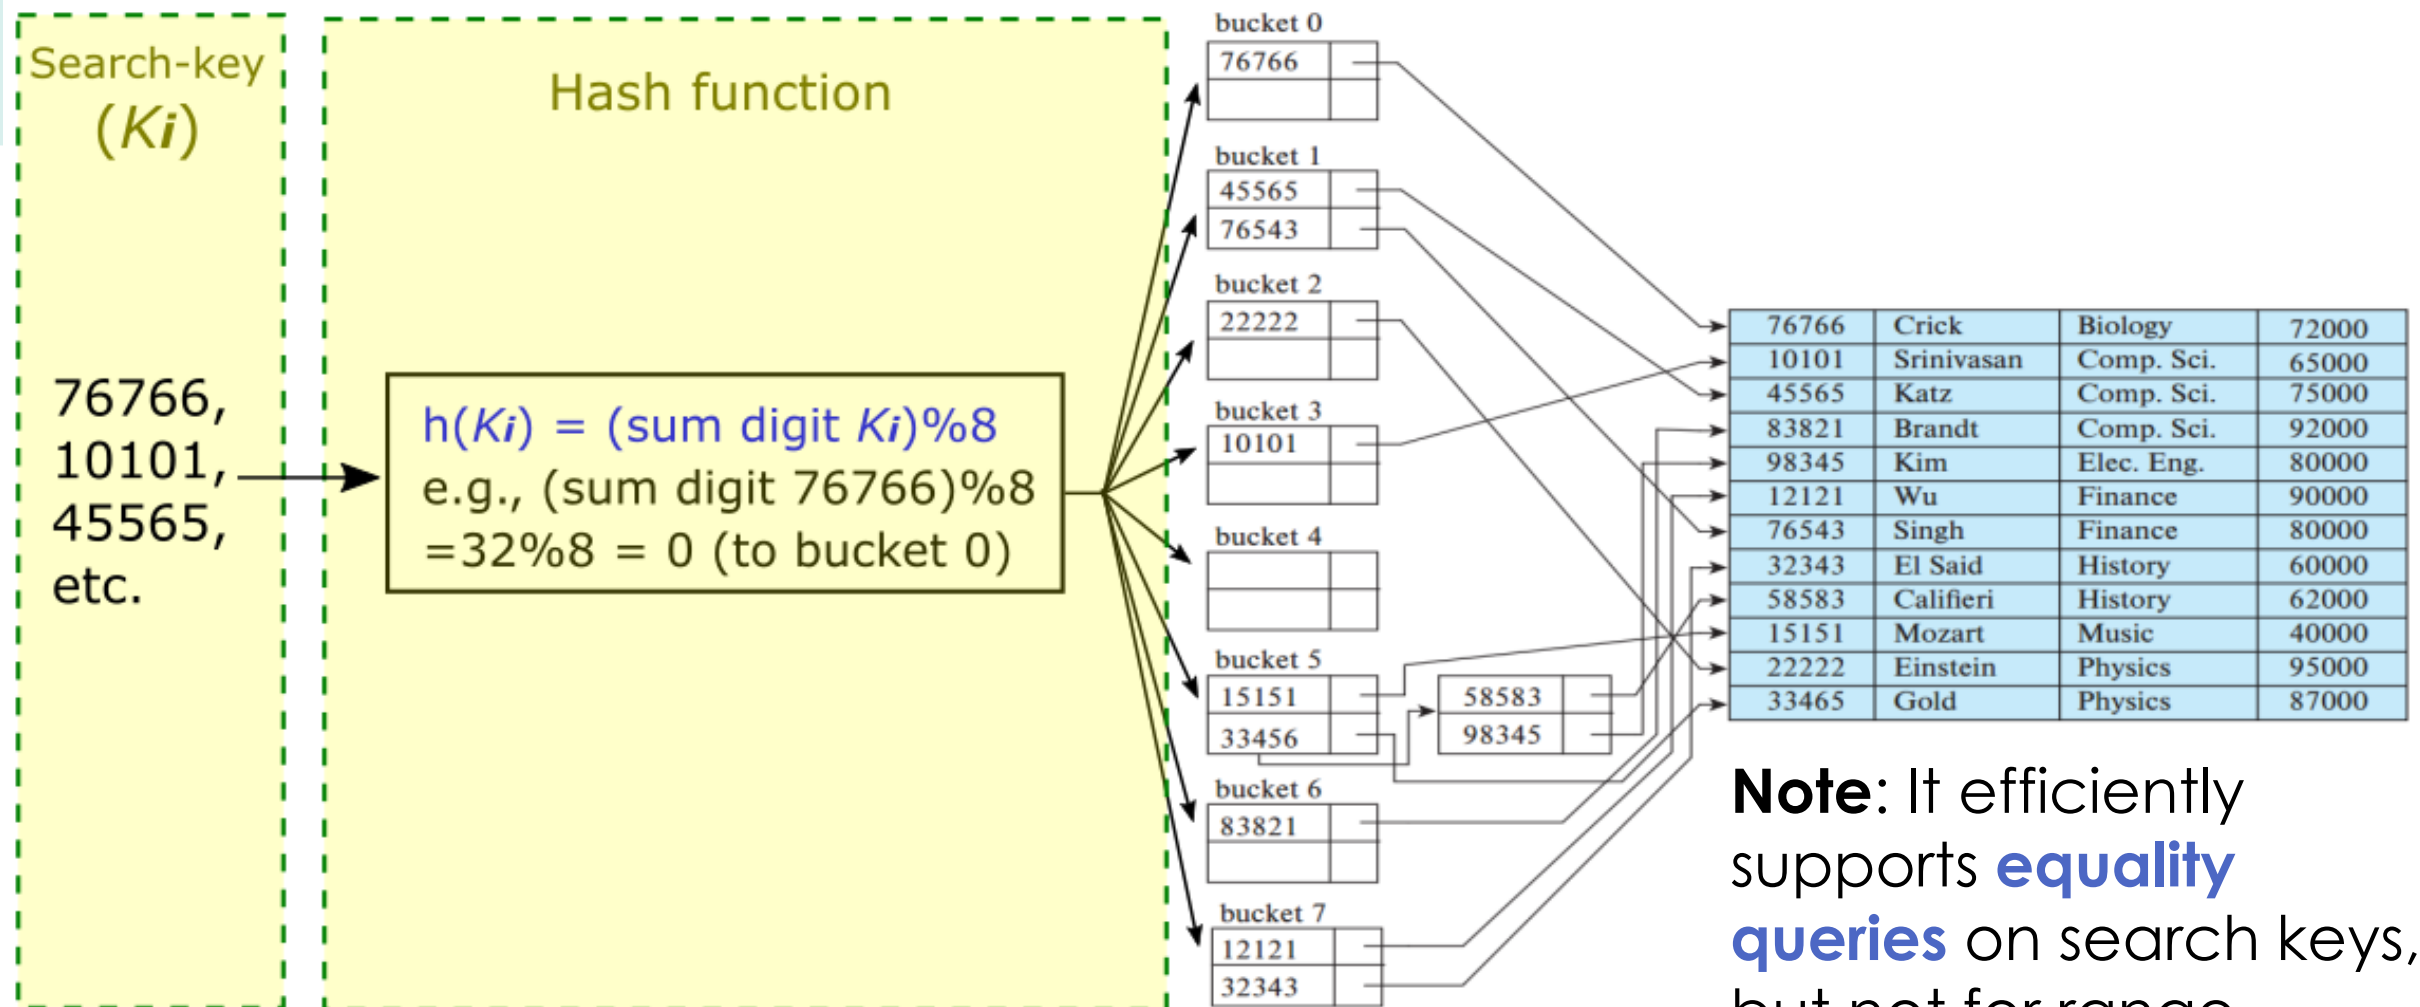 Search-key
(Ki)
76766,
10101,
45565,
etc.
Hash function
h(Ki) = (sum digit Ki)%8
e.g., (sum digit 76766)%8
=32%8 = 0 (to bucket 0)
bucket 0
76766
bucket 1
45565
76543
bucket 2
22222
bucket 3
10101
bucket 4
bucket 5
15151
33456
58583
98345
bucket 6
83821
bucket 7
12121
32343
76766 Crick Biology 72000
10101 Srinivasan Comp. Sci. 65000
45565 Katz Comp. Sci. 75000
83821 Brandt Comp. Sci. 92000
98345 Kim Elec. Eng. 80000
12121 Wu Finance 90000
76543 Singh Finance 80000
32343 El Said History 60000
58583 Califieri History 62000
15151 Mozart Music 40000
22222 Einstein Physics 95000
33465 Gold Physics 87000
Note: It efficiently
supports equality
queries on search keys,
but not for range